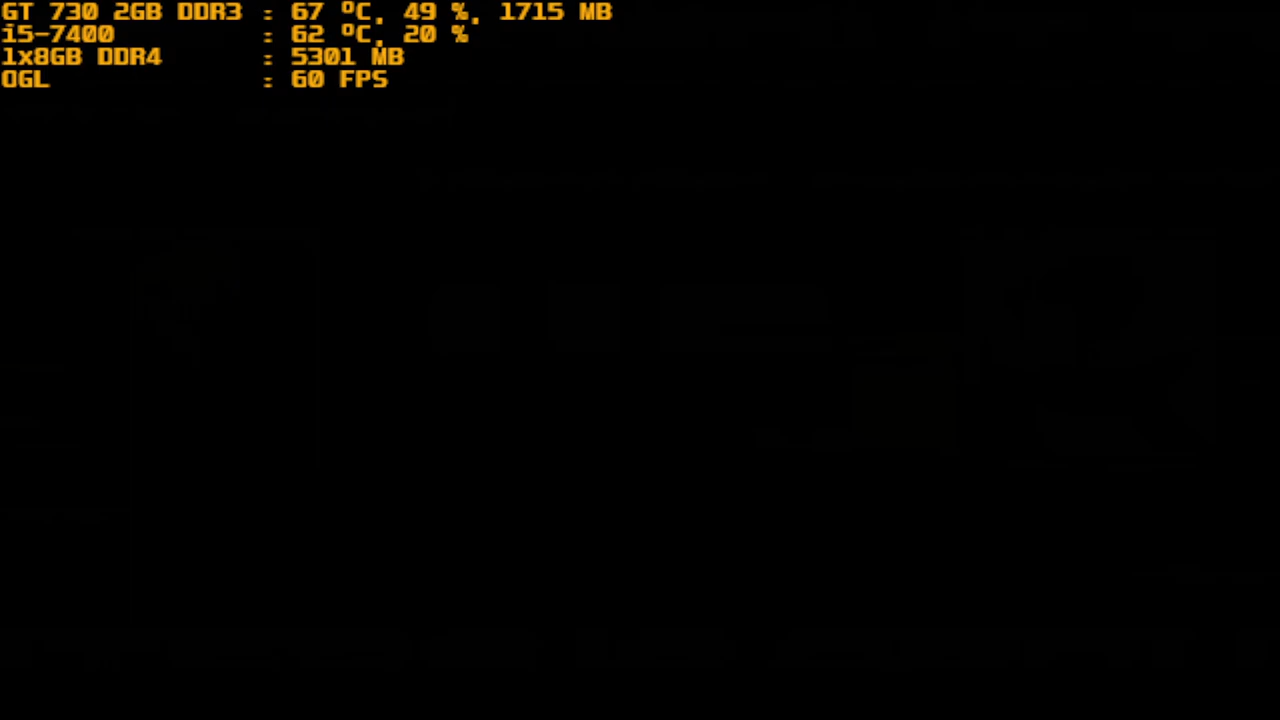 GT 730 2GB DDR3 : 67 ºC, 49 %, 1715 MB
i5-7400 : 62 ºC, 20 %
1x8GB DDR4 : 5301 MB
OGL : 60 FPS